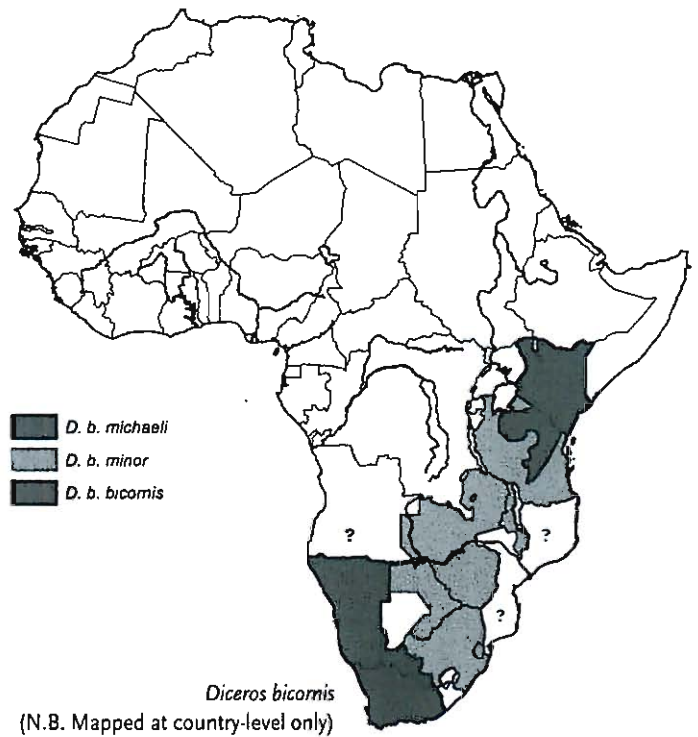 D. b. michaeli
D. b. minor
D. b. bicornis
?
?
?
Diceros bicornis
(N.B. Mapped at country-level only)